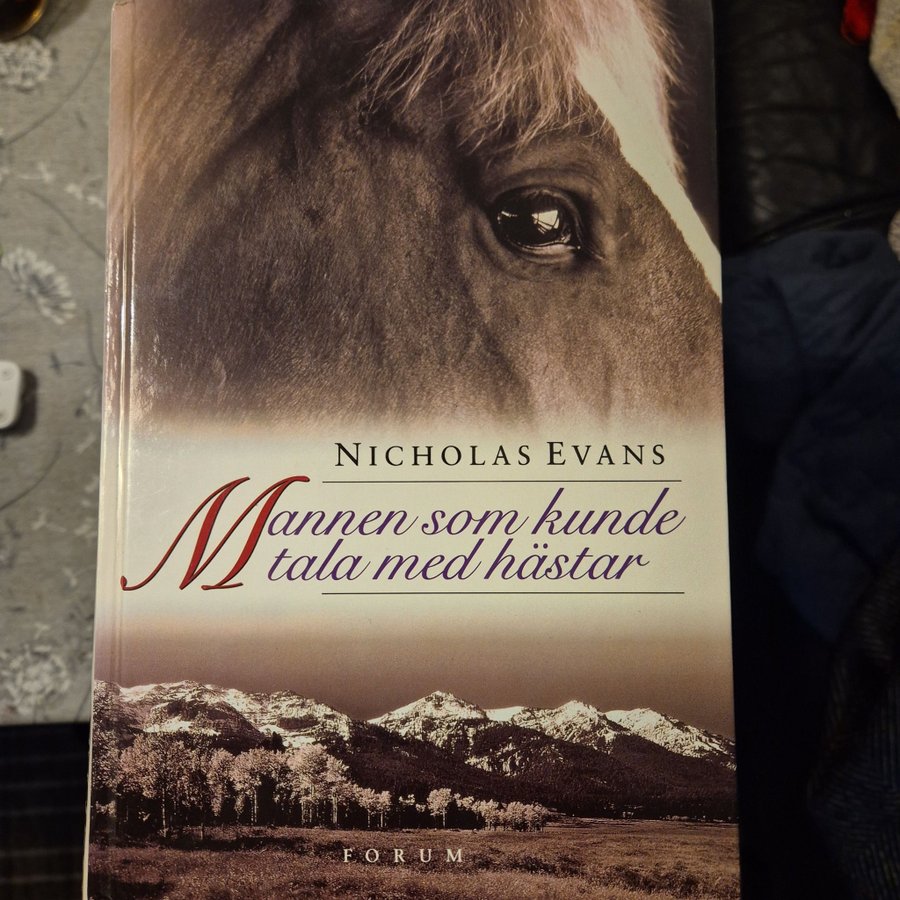 NICHOLAS EVANS
Mannen som kunde
tala med hästar
FORUM